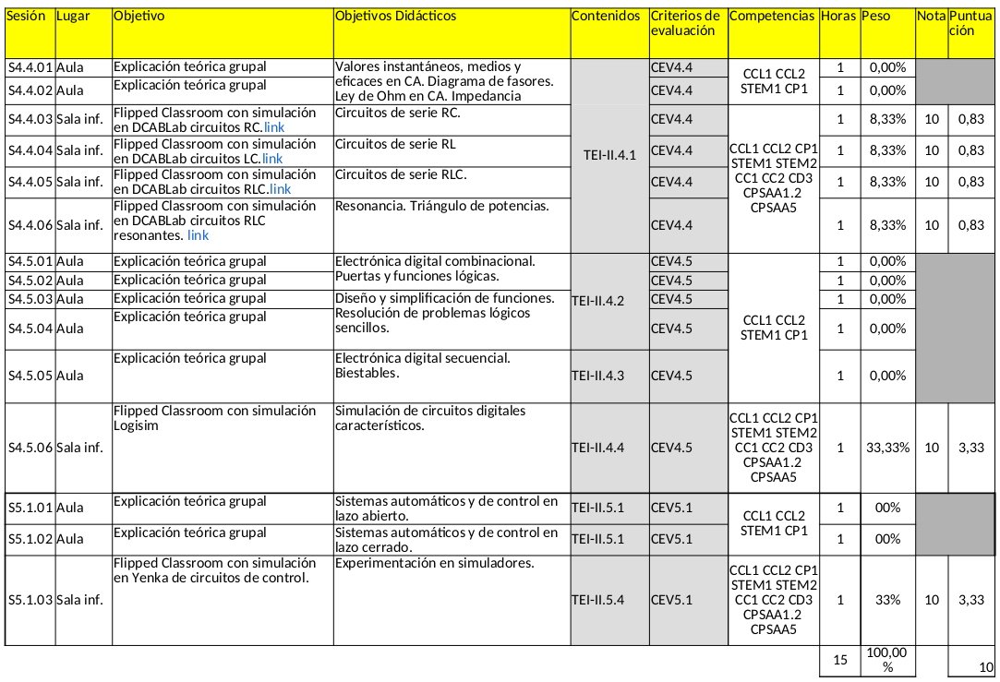 Sesión Lugar Objetivo Objetivos Didácticos Contenidos Criterios de evaluación Competencias Horas Peso Nota Puntua ción
S4.4.01 Aula Explicación teórica grupal Valores instantáneos, medios y CEV4.4 CCL1 CCL2 1 0,00%
eficaces en CA. Diagrama de fasores.
S4.4.02 Aula Explicación teórica grupal Ley de Ohm en CA. Impedancia CEV4.4 STEM1 CP1 1 0,00%
TEI-II.4.1
S4.4.03 Sala inf. Flipped Classroom con simulación Circuitos de serie RC. CEV4.4 1 8,33% 10 0,83
en DCABLab circuitos RC.link
S4.4.04 Sala inf. Flipped Classroom con simulación Circuitos de serie RL CEV4.4 1 8,33% 10 0,83
en DCABLab circuitos LC.link
CCL1 CCL2 CP1
STEM1 STEM2
CC1 CC2 CD3
CPSAA1.2
CPSAA5
S4.4.05 Sala inf. Flipped Classroom con simulación Circuitos de serie RLC. CEV4.4 1 8,33% 10 0,83
en DCABLab circuitos RLC.link
S4.4.06 Sala inf. Flipped Classroom con simulación Resonancia. Triángulo de potencias. CEV4.4 1 8,33% 10 0,83
en DCABLab circuitos RLC
resonantes. link
S4.5.01 Aula Explicación teórica grupal Electrónica digital combinacional. CEV4.5 1 0,00%
S4.5.02 Aula Explicación teórica grupal Puertas y funciones lógicas. CEV4.5 1 0,00%
S4.5.03 Aula Explicación teórica grupal Diseño y simplificación de funciones. TEI-II.4.2 CEV4.5 1 0,00%
S4.5.04 Aula Explicación teórica grupal Resolución de problemas lógicos CEV4.5 CCL1 CCL2 1 0,00%
sencillos. STEM1 CP1
S4.5.05 Aula Explicación teórica grupal Electrónica digital secuencial. TEI-II.4.3 CEV4.5 1 0,00%
Biestables.
S4.5.06 Sala inf. Flipped Classroom con simulación Simulación de circuitos digitales TEI-II.4.4 CEV4.5 CCL1 CCL2 CP1 1 33,33% 10 3,33
Logisim característicos. STEM1 STEM2
CC1 CC2 CD3
CPSAA1.2
CPSAA5
S5.1.01 Aula Explicación teórica grupal Sistemas automáticos y de control en TEI-II.5.1 CEV5.1 CCL1 CCL2 1 00%
lazo abierto.
S5.1.02 Aula Explicación teórica grupal Sistemas automáticos y de control en TEI-II.5.1 CEV5.1 STEM1 CP1 1 00%
lazo cerrado.
S5.1.03 Sala inf. Flipped Classroom con simulación Experimentación en simuladores. TEI-II.5.4 CEV5.1 CCL1 CCL2 CP1 1 33% 10 3,33
en Yenka de circuitos de control. STEM1 STEM2
CC1 CC2 CD3
CPSAA1.2
CPSAA5
15 100,00 % 10